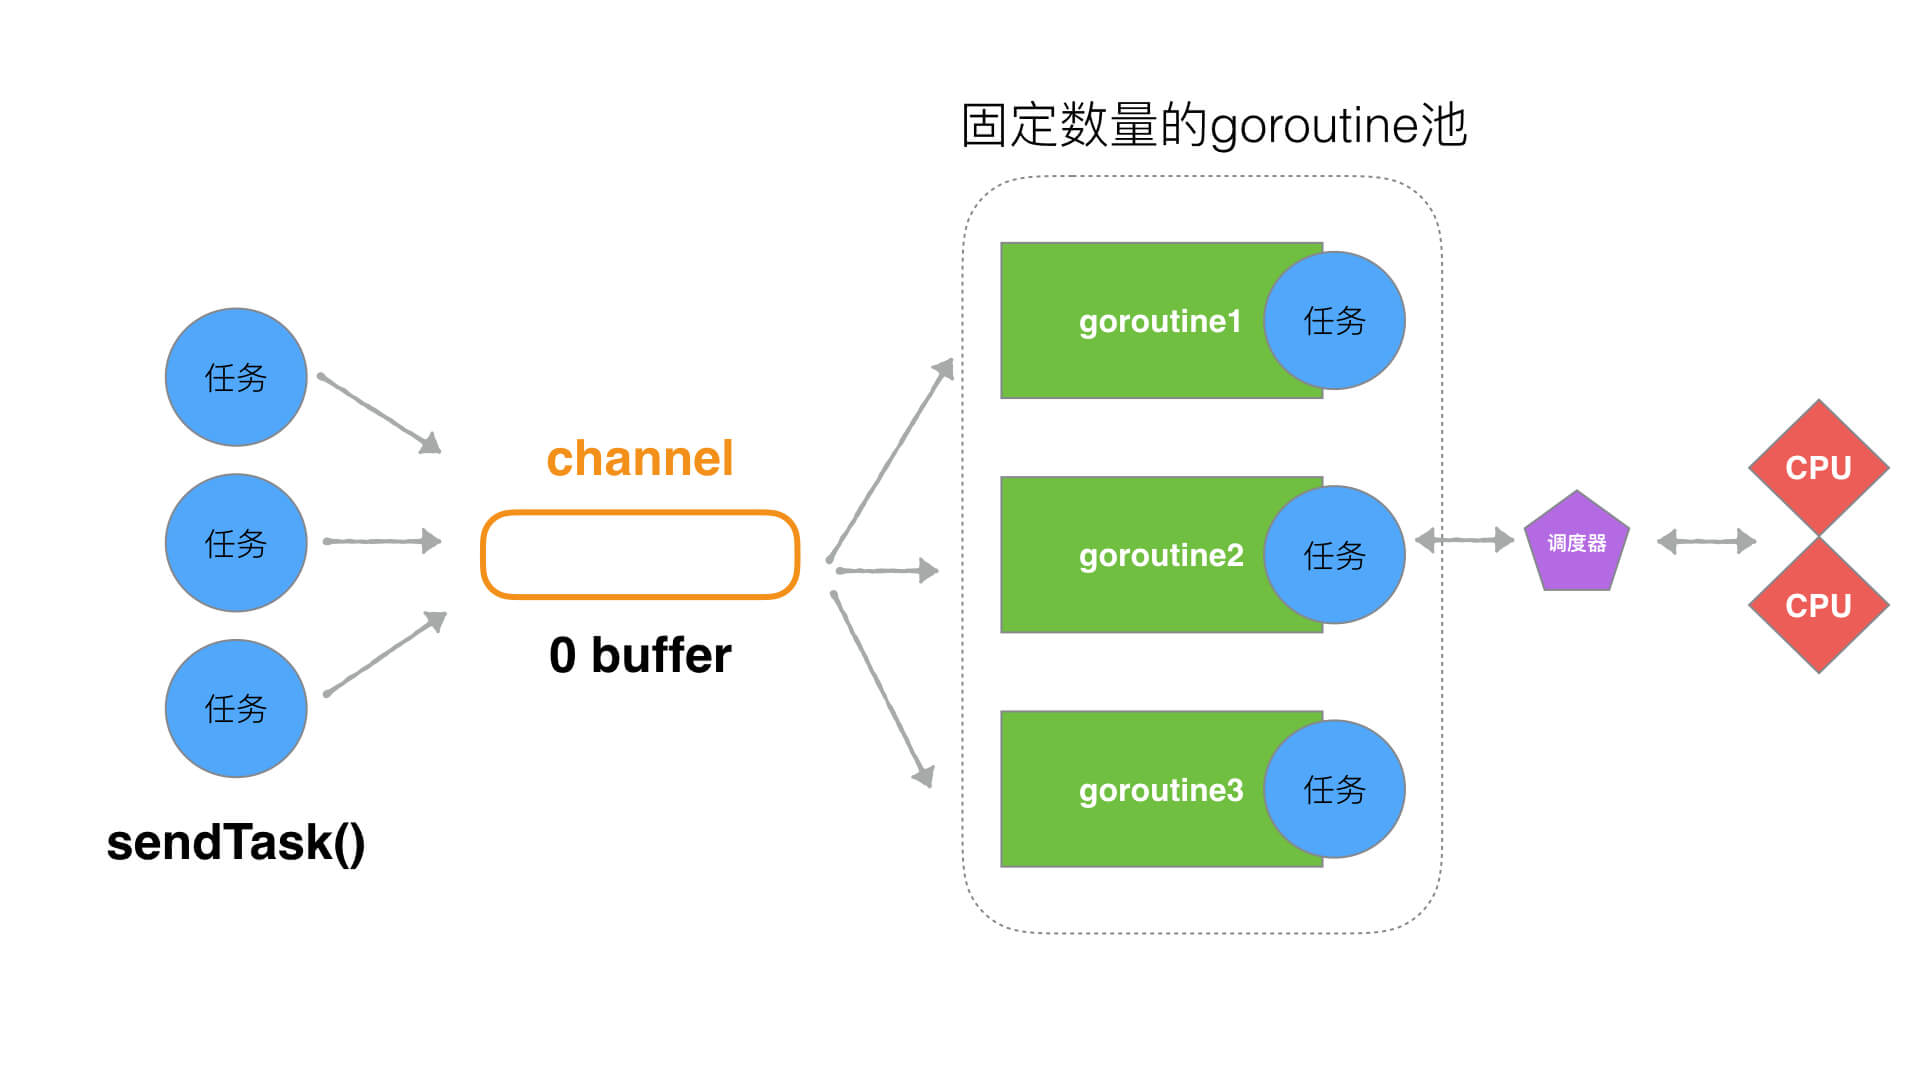 固定数量的goroutine池
任务
任务
任务
sendTask()
channel
0 buffer
goroutine1
任务
goroutine2
任务
goroutine3
任务
调度器
CPU
CPU